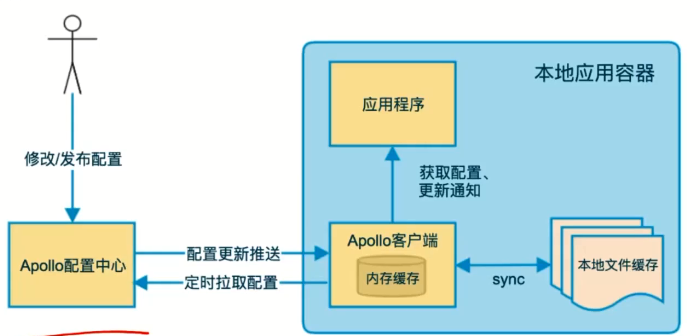 本地应用容器
应用程序
修改/发布配置
获取配置、
更新通知
Apollo配置中心
配置更新推送
定时拉取配置
Apollo客户端
内存缓存
sync
本地文件缓存